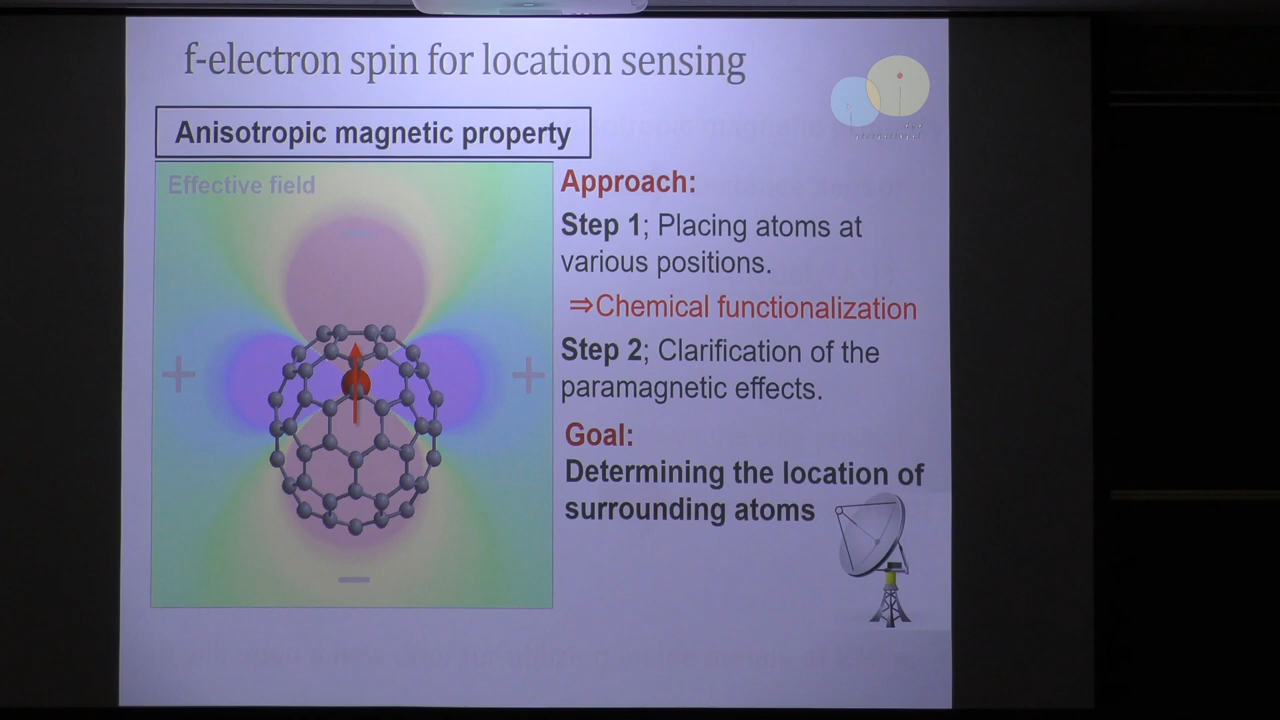 f-electron spin for location sensing
Anisotropic magnetic property
Effective field
+
+
−
−
Approach:
Step 1; Placing atoms at
various positions.
⇒Chemical functionalization
Step 2; Clarification of the
paramagnetic effects.
Goal:
Determining the location of
surrounding atoms